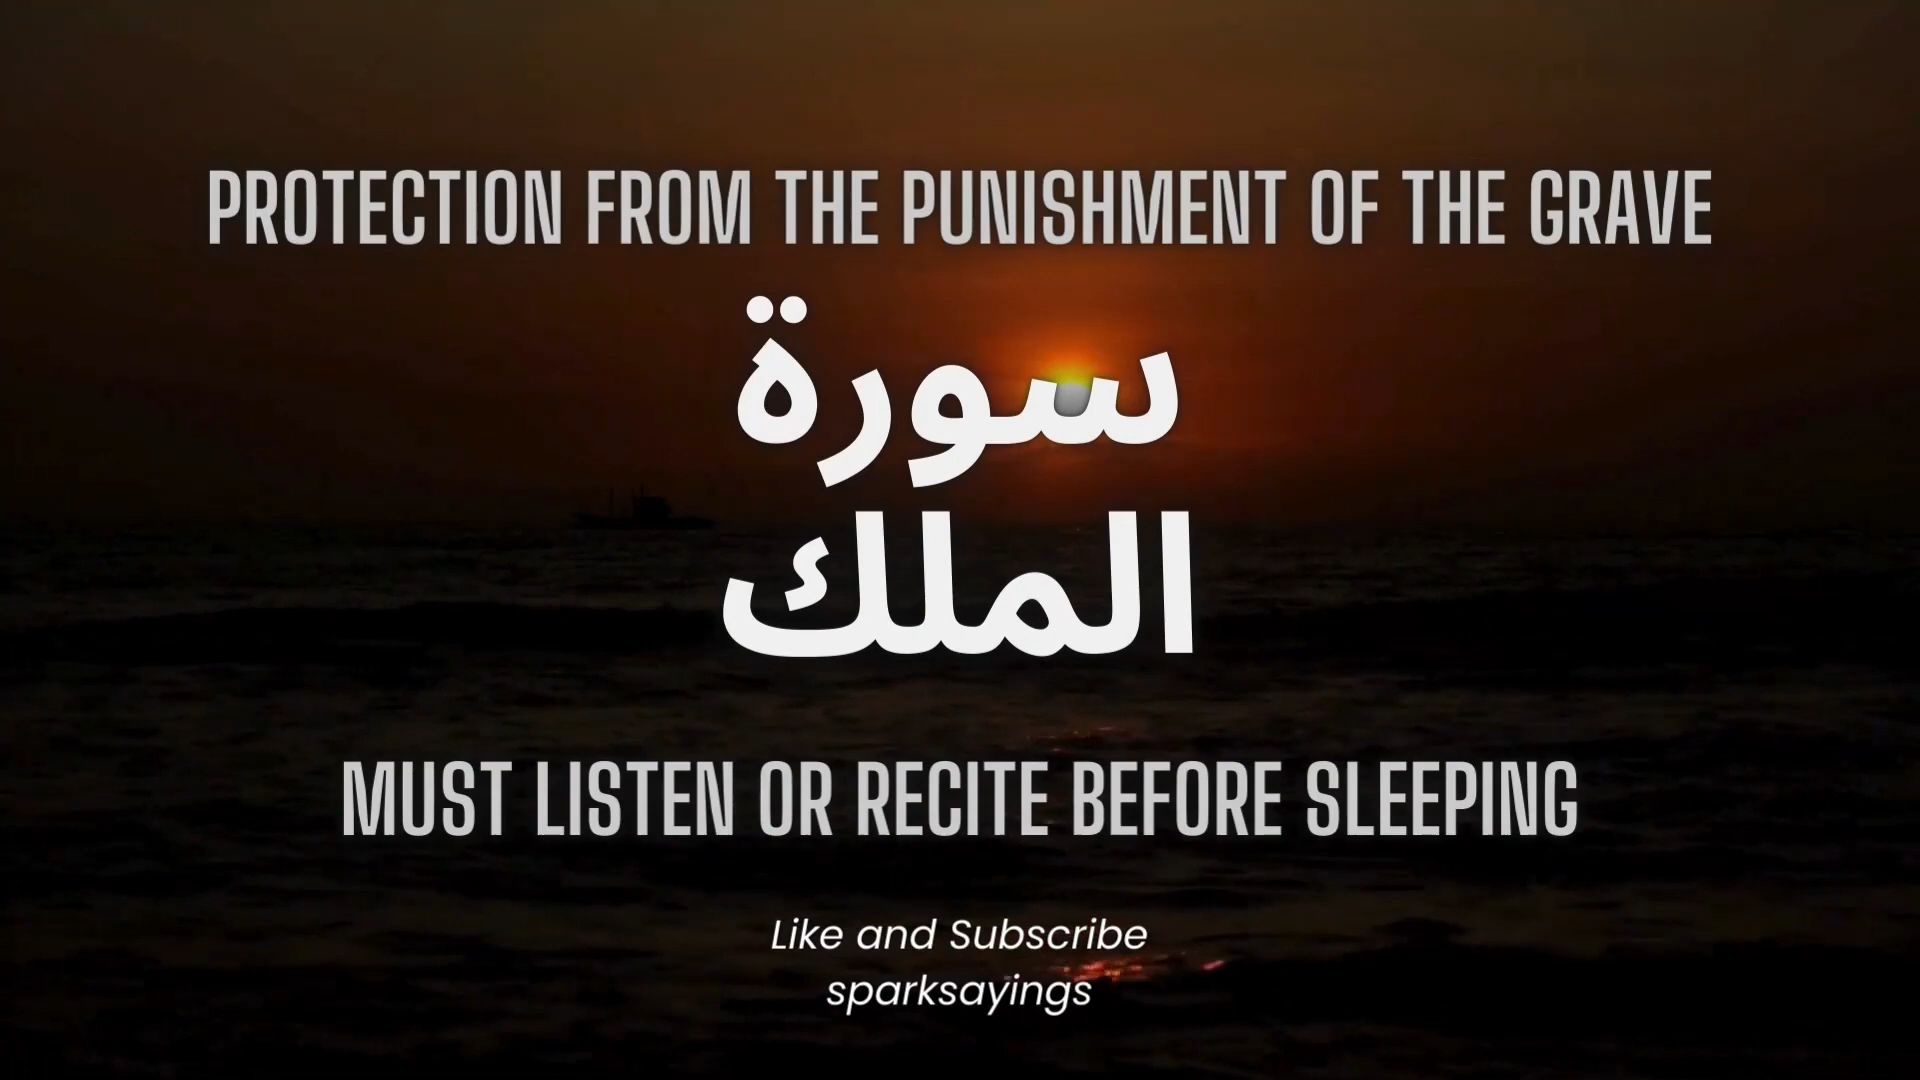 PROTECTION FROM THE PUNISHMENT OF THE GRAVE
سورة
الملك
MUST LISTEN OR RECITE BEFORE SLEEPING
Like and Subscribe
sparksayings